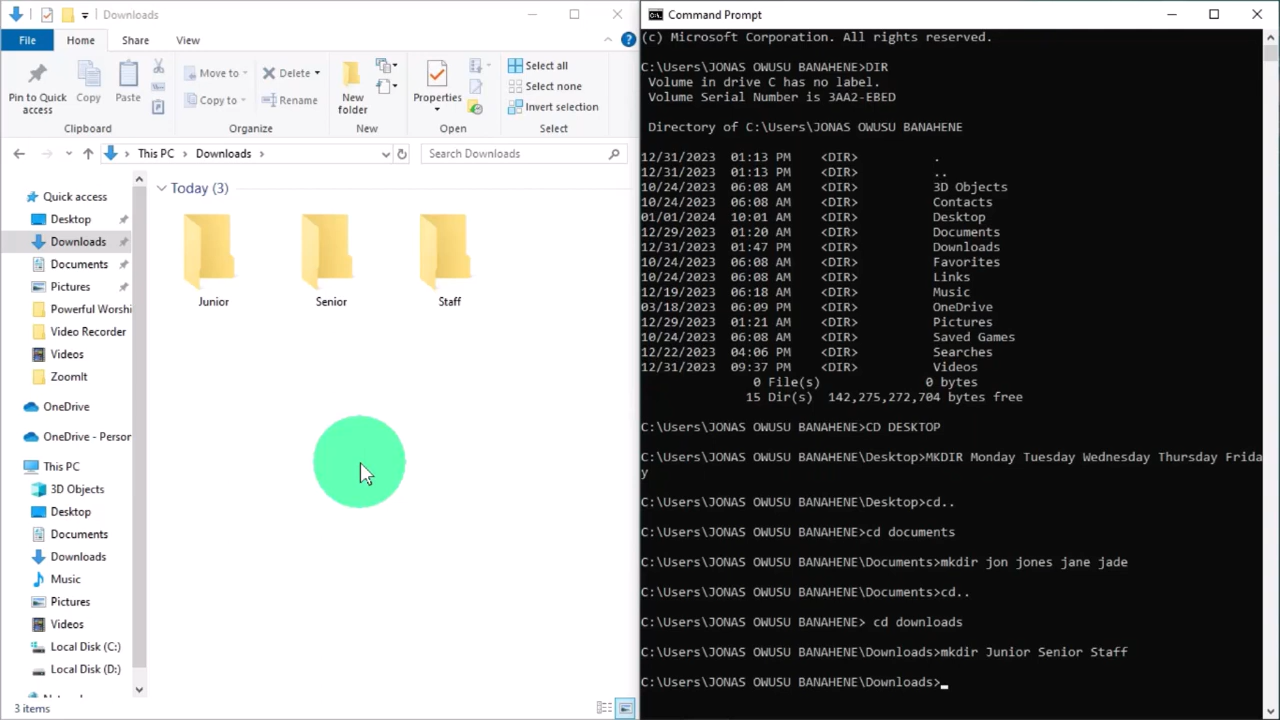 Downloads
File
Home
Share
View
Pin to Quick
access
Copy
Paste
Clipboard
Move to
Copy to
Delete
Rename
Organize
New
folder
New
Properties
Open
Select all
Select none
Invert selection
Select
This PC
Downloads
Search Downloads
Quick access
Desktop
Downloads
Documents
Pictures
Powerful Worshi
Video Recorder
Videos
ZoomIt
OneDrive
OneDrive - Person
This PC
3D Objects
Desktop
Documents
Downloads
Music
Pictures
Videos
Local Disk (C:)
Local Disk (D:)
Today (3)
Junior
Senior
Staff
3 items
Command Prompt
(c) Microsoft Corporation. All rights reserved.
C:\Users\JONAS OWUSU BANAHENE>DIR
Volume in drive C has no label.
Volume Serial Number is 3AA2-EBED
Directory of C:\Users\JONAS OWUSU BANAHENE
12/31/2023 01:13 PM <DIR> .
12/31/2023 01:13 PM <DIR> ..
10/24/2023 06:08 AM <DIR> 3D Objects
10/24/2023 06:08 AM <DIR> Contacts
01/01/2024 10:01 AM <DIR> Desktop
12/29/2023 01:20 AM <DIR> Documents
12/31/2023 01:47 PM <DIR> Downloads
10/24/2023 06:08 AM <DIR> Favorites
10/24/2023 06:08 AM <DIR> Links
12/19/2023 06:18 AM <DIR> Music
03/18/2023 06:09 PM <DIR> OneDrive
12/29/2023 01:21 AM <DIR> Pictures
10/24/2023 06:08 AM <DIR> Saved Games
12/22/2023 04:06 PM <DIR> Searches
12/31/2023 09:37 PM <DIR> Videos
0 File(s) 0 bytes
15 Dir(s) 142,275,272,704 bytes free
C:\Users\JONAS OWUSU BANAHENE>CD DESKTOP
C:\Users\JONAS OWUSU BANAHENE\Desktop>MKDIR Monday Tuesday Wednesday Thursday Frida
y
C:\Users\JONAS OWUSU BANAHENE\Desktop>cd..
C:\Users\JONAS OWUSU BANAHENE>cd documents
C:\Users\JONAS OWUSU BANAHENE\Documents>mkdir jon jones jane jade
C:\Users\JONAS OWUSU BANAHENE\Documents>cd..
C:\Users\JONAS OWUSU BANAHENE> cd downloads
C:\Users\JONAS OWUSU BANAHENE\Downloads>mkdir Junior Senior Staff
C:\Users\JONAS OWUSU BANAHENE\Downloads>